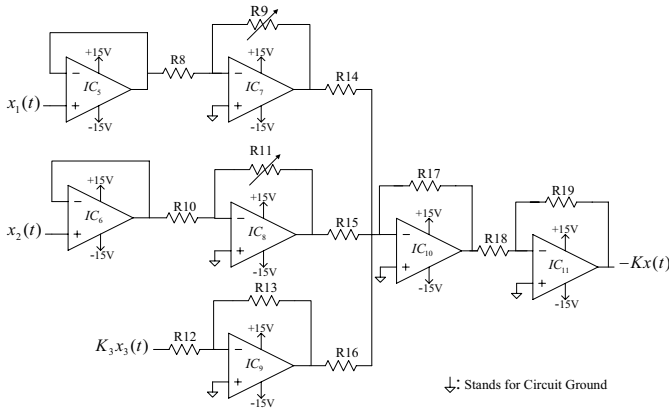 R9
+15V
+15V
R8
IC₅
IC₇
R14
x₁(t)
-15V
-15V
R11
+15V
+15V
R17
R19
R10
R15
+15V
+15V
IC₆
IC₈
R18
x₂(t)
-15V
-15V
IC₁₀
IC₁₁
−Kx(t)
R13
-15V
-15V
R12
+15V
K₃x₃(t)
R16
IC₉
-15V
: Stands for Circuit Ground